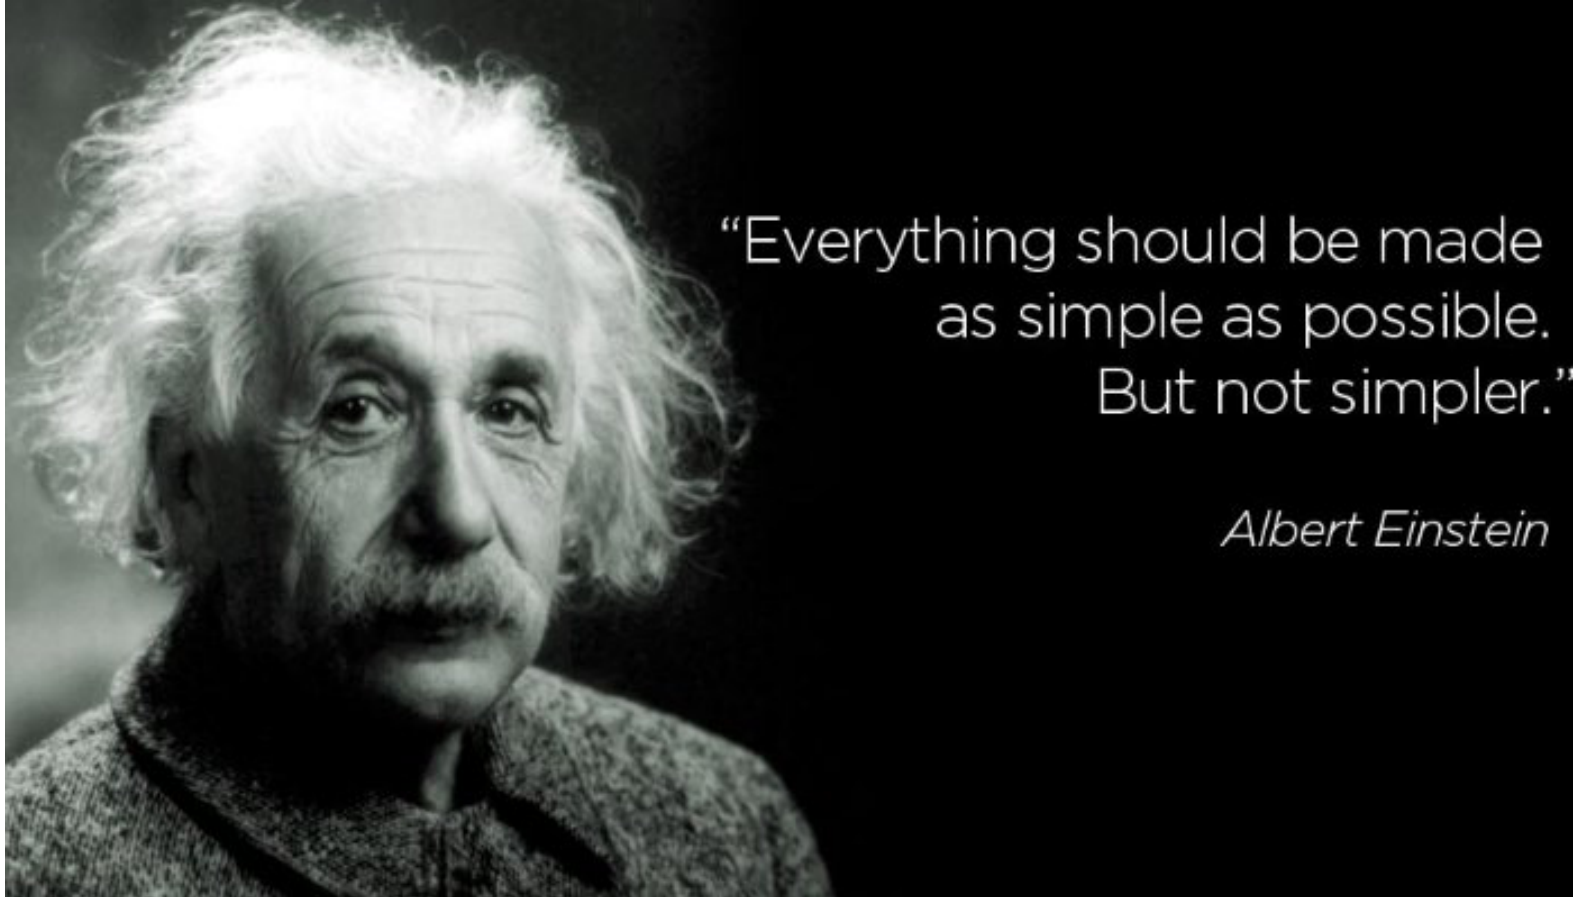 “Everything should be made
as simple as possible.
But not simpler.”
Albert Einstein